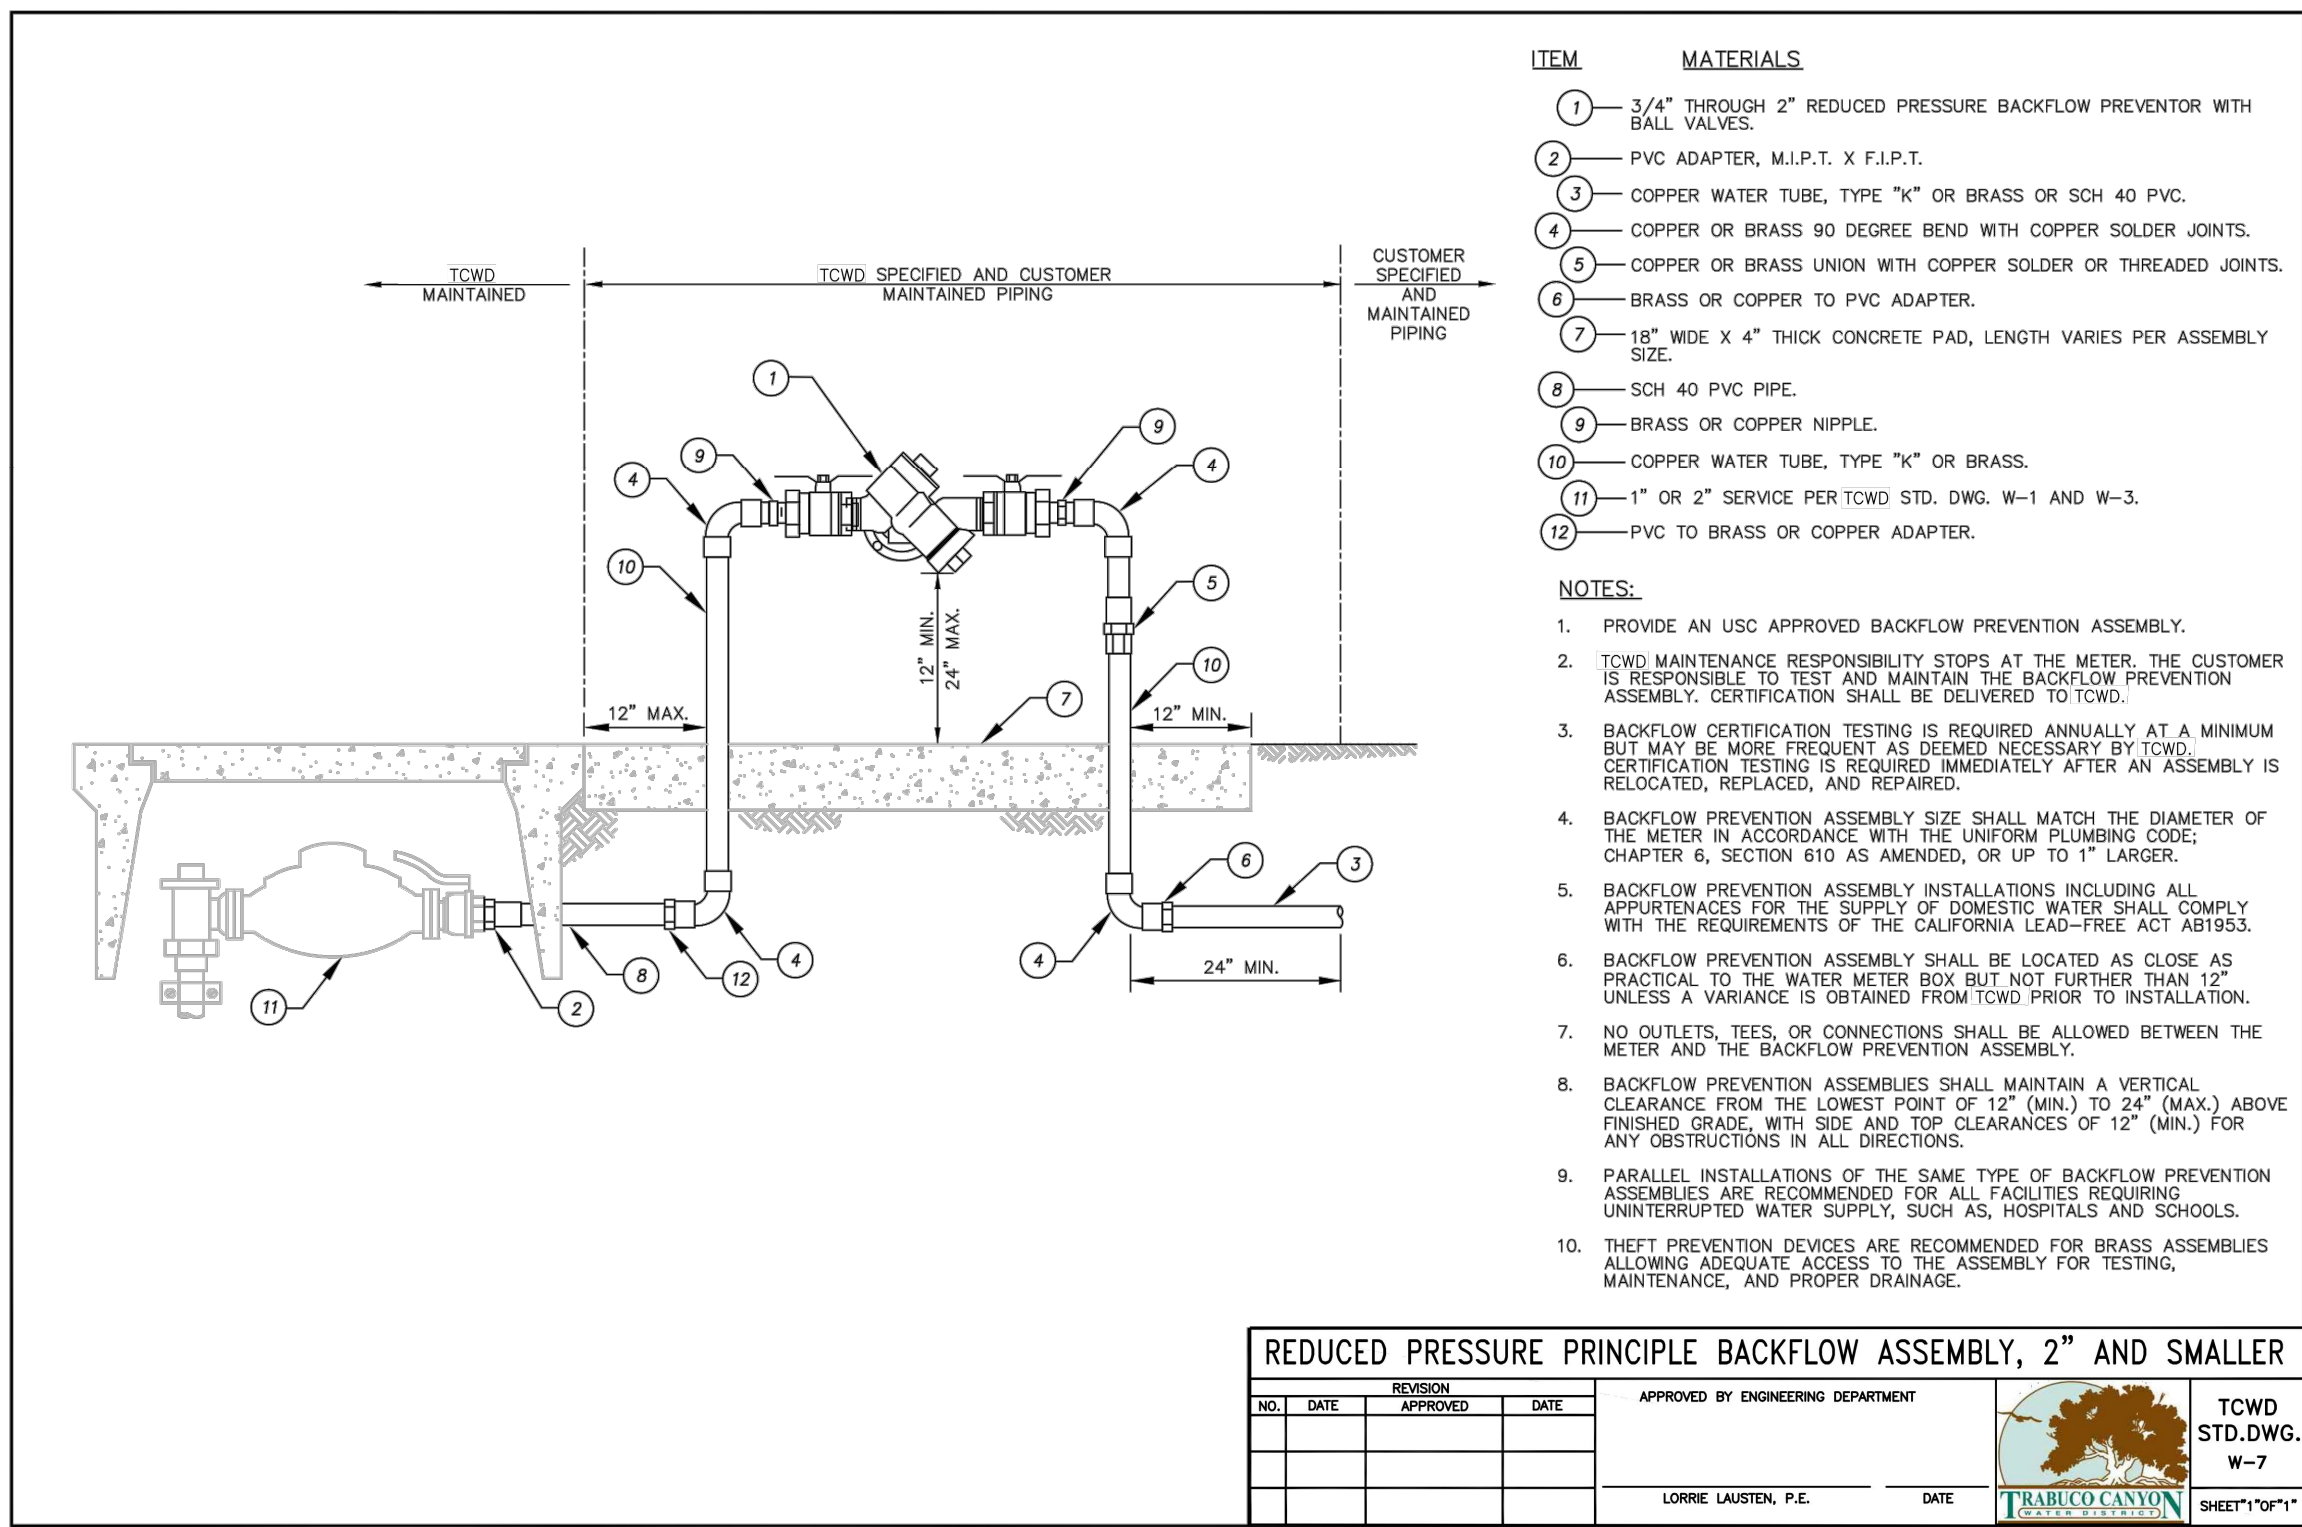 ITEM MATERIALS
1 3/4" THROUGH 2" REDUCED PRESSURE BACKFLOW PREVENTOR WITH
BALL VALVES.
2 PVC ADAPTER, M.I.P.T. X F.I.P.T.
3 COPPER WATER TUBE, TYPE "K" OR BRASS OR SCH 40 PVC.
4 COPPER OR BRASS 90 DEGREE BEND WITH COPPER SOLDER JOINTS.
5 COPPER OR BRASS UNION WITH COPPER SOLDER OR THREADED JOINTS.
6 BRASS OR COPPER TO PVC ADAPTER.
7 18" WIDE X 4" THICK CONCRETE PAD, LENGTH VARIES PER ASSEMBLY
SIZE.
8 SCH 40 PVC PIPE.
9 BRASS OR COPPER NIPPLE.
10 COPPER WATER TUBE, TYPE "K" OR BRASS.
11 1" OR 2" SERVICE PER TCWD STD. DWG. W-1 AND W-3.
12 PVC TO BRASS OR COPPER ADAPTER.
TCWD
MAINTAINED
TCWD SPECIFIED AND CUSTOMER
MAINTAINED PIPING
CUSTOMER
SPECIFIED
AND
MAINTAINED
PIPING
1
9
9
4
4
10
5
12" MIN.
24" MAX.
10
7
12" MAX.
12" MIN.
6
3
4
4
8
12
24" MIN.
11
2
NOTES:
1. PROVIDE AN USC APPROVED BACKFLOW PREVENTION ASSEMBLY.
2. TCWD MAINTENANCE RESPONSIBILITY STOPS AT THE METER. THE CUSTOMER
IS RESPONSIBLE TO TEST AND MAINTAIN THE BACKFLOW PREVENTION
ASSEMBLY. CERTIFICATION SHALL BE DELIVERED TO TCWD.
3. BACKFLOW CERTIFICATION TESTING IS REQUIRED ANNUALLY AT A MINIMUM
BUT MAY BE MORE FREQUENT AS DEEMED NECESSARY BY TCWD.
CERTIFICATION TESTING IS REQUIRED IMMEDIATELY AFTER AN ASSEMBLY IS
RELOCATED, REPLACED, AND REPAIRED.
4. BACKFLOW PREVENTION ASSEMBLY SIZE SHALL MATCH THE DIAMETER OF
THE METER IN ACCORDANCE WITH THE UNIFORM PLUMBING CODE;
CHAPTER 6, SECTION 610 AS AMENDED, OR UP TO 1" LARGER.
5. BACKFLOW PREVENTION ASSEMBLY INSTALLATIONS INCLUDING ALL
APPURTENACES FOR THE SUPPLY OF DOMESTIC WATER SHALL COMPLY
WITH THE REQUIREMENTS OF THE CALIFORNIA LEAD-FREE ACT AB1953.
6. BACKFLOW PREVENTION ASSEMBLY SHALL BE LOCATED AS CLOSE AS
PRACTICAL TO THE WATER METER BOX BUT NOT FURTHER THAN 12"
UNLESS A VARIANCE IS OBTAINED FROM TCWD PRIOR TO INSTALLATION.
7. NO OUTLETS, TEES, OR CONNECTIONS SHALL BE ALLOWED BETWEEN THE
METER AND THE BACKFLOW PREVENTION ASSEMBLY.
8. BACKFLOW PREVENTION ASSEMBLIES SHALL MAINTAIN A VERTICAL
CLEARANCE FROM THE LOWEST POINT OF 12" (MIN.) TO 24" (MAX.) ABOVE
FINISHED GRADE, WITH SIDE AND TOP CLEARANCES OF 12" (MIN.) FOR
ANY OBSTRUCTIONS IN ALL DIRECTIONS.
9. PARALLEL INSTALLATIONS OF THE SAME TYPE OF BACKFLOW PREVENTION
ASSEMBLIES ARE RECOMMENDED FOR ALL FACILITIES REQUIRING
UNINTERRUPTED WATER SUPPLY, SUCH AS, HOSPITALS AND SCHOOLS.
10. THEFT PREVENTION DEVICES ARE RECOMMENDED FOR BRASS ASSEMBLIES
ALLOWING ADEQUATE ACCESS TO THE ASSEMBLY FOR TESTING,
MAINTENANCE, AND PROPER DRAINAGE.
REDUCED PRESSURE PRINCIPLE BACKFLOW ASSEMBLY, 2" AND SMALLER
REVISION
NO. DATE APPROVED DATE
APPROVED BY ENGINEERING DEPARTMENT
LORRIE LAUSTEN, P.E. DATE
TRABUCO CANYON
WATER DISTRICT
TCWD
STD.DWG.
W-7
SHEET"1"OF"1"